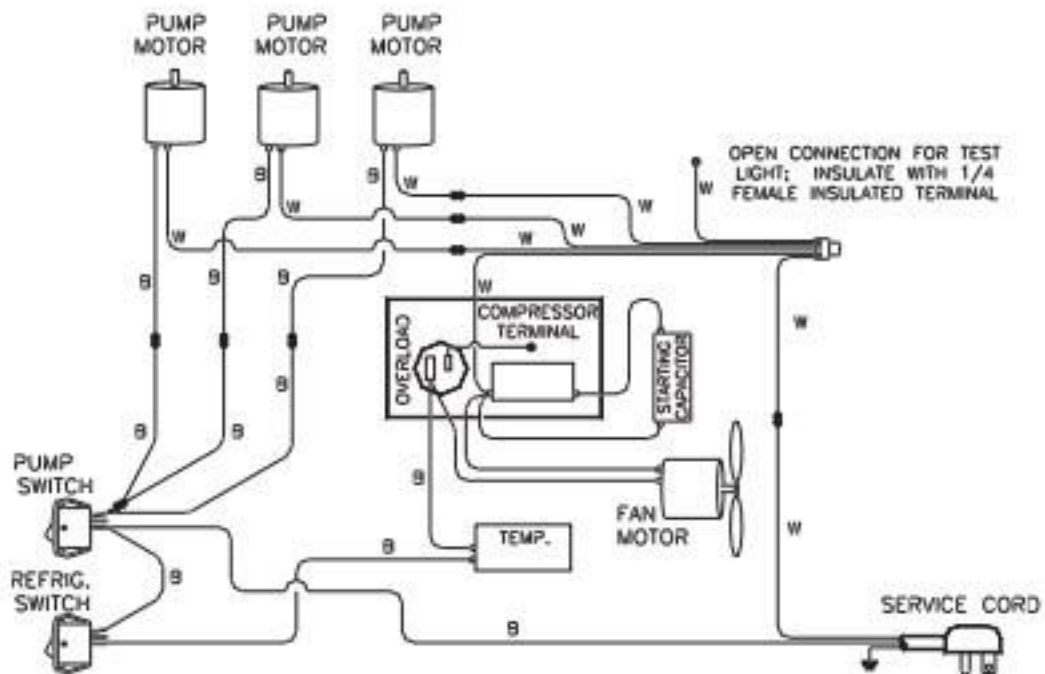 PUMP
MOTOR
PUMP
MOTOR
PUMP
MOTOR
OPEN CONNECTION FOR TEST
LIGHT; INSULATE WITH 1/4
FEMALE INSULATED TERMINAL
B
W
B
W
W
W
W
W
W
W
B
B
B
W
COMPRESSOR
TERMINAL
OVERLOAD
STARTING
CAPACITOR
W
B
B
B
B
PUMP
SWITCH
FAN
MOTOR
TEMP.
W
B
B
REFRIG.
SWITCH
B
SERVICE CORD